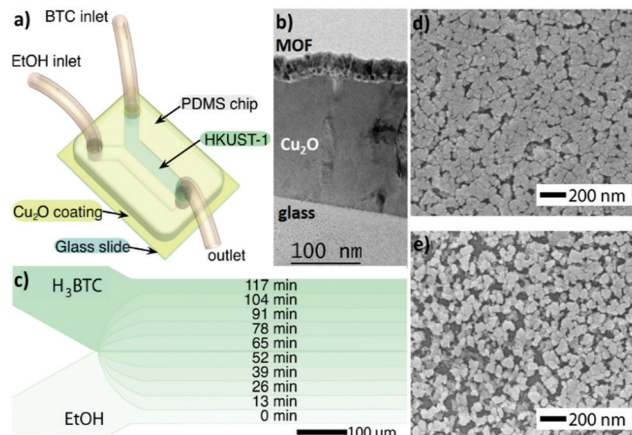 a)
BTC inlet
EtOH inlet
PDMS chip
HKUST-1
Cu₂O coating
Glass slide
outlet
b)
MOF
Cu₂O
glass
100 nm
c)
H₃BTC
117 min
104 min
91 min
78 min
65 min
52 min
39 min
26 min
13 min
0 min
EtOH
100 µm
d)
200 nm
e)
200 nm